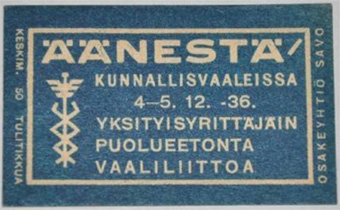 ÄÄNESTÄ!
KUNNALLISVAALEISSA
4—5. 12. -36.
YKSITYISYRITTÄJÄIN
PUOLUEETONTA
VAALILIITTOA
KESKIM. 50 TULITIKKUA
OSAKEYHTIÖ SAVO